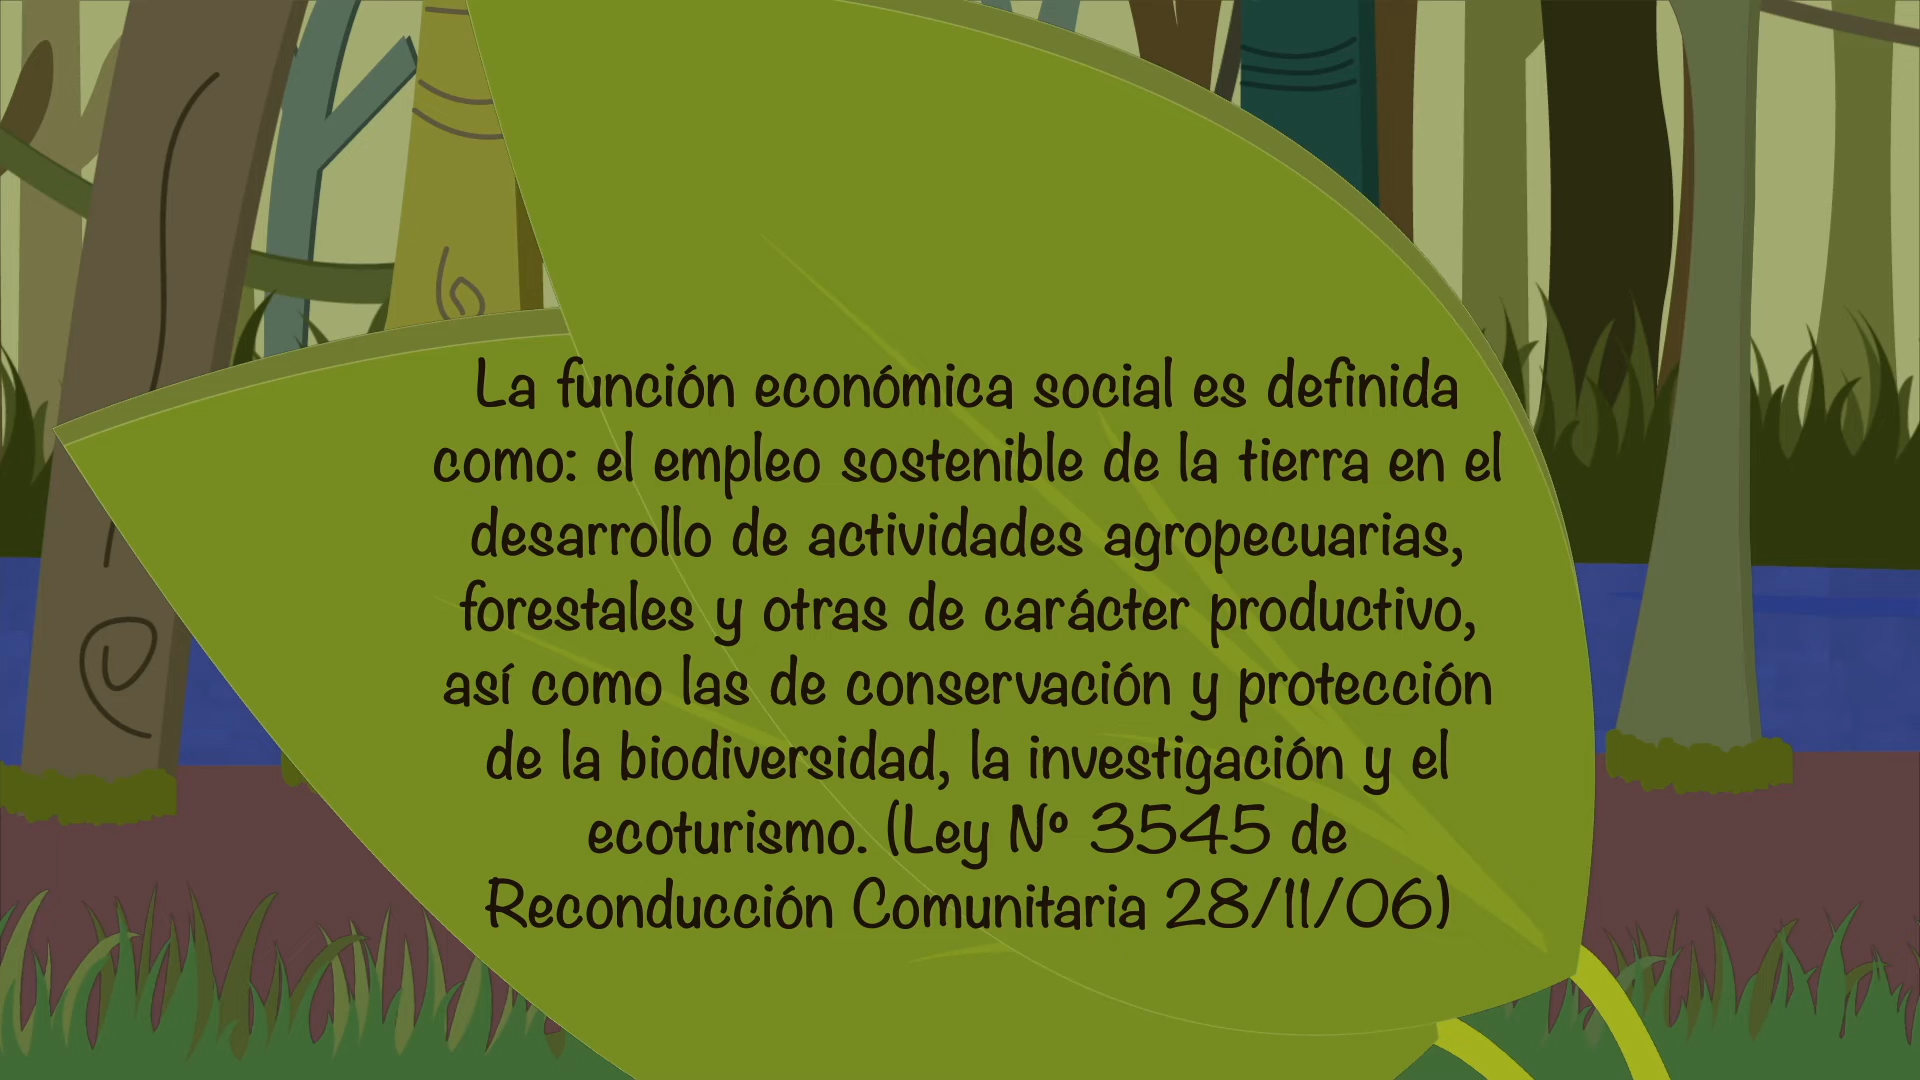 La función económica social es definida
como: el empleo sostenible de la tierra en el
desarrollo de actividades agropecuarias,
forestales y otras de carácter productivo,
así como las de conservación y protección
de la biodiversidad, la investigación y el
ecoturismo. (Ley Nº 3545 de
Reconducción Comunitaria 28/11/06)